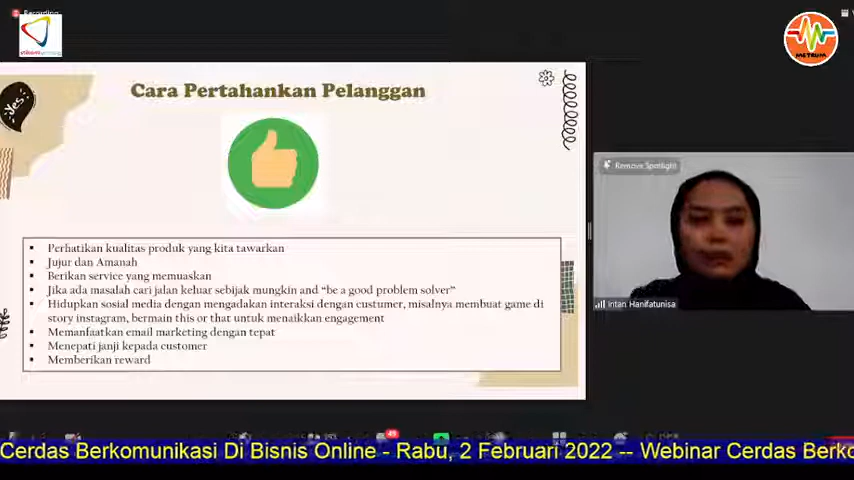 Recording
METRUM
Cara Pertahankan Pelanggan
Yes
Remove Spotlight
Perhatikan kualitas produk yang kita tawarkan
Jujur dan Amanah
Berikan service yang memuaskan
Jika ada masalah cari jalan keluar sebijak mungkin and “be a good problem solver”
Hidupkan sosial media dengan mengadakan interaksi dengan custumer, misalnya membuat game di
story instagram, bermain this or that untuk menaikkan engagement
Memanfaatkan email marketing dengan tepat
Menepati janji kepada customer
Memberikan reward
Intan Hanifatunisa
Cerdas Berkomunikasi Di Bisnis Online - Rabu, 2 Februari 2022 -- Webinar Cerdas Berko